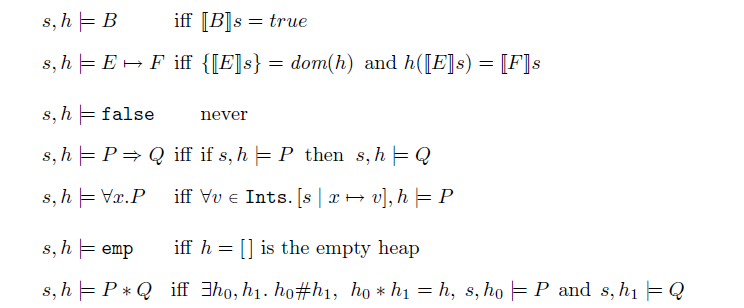 s, h ⊨ B iff ⟦B⟧s = true
s, h ⊨ E ↦ F iff {⟦E⟧s} = dom(h) and h(⟦E⟧s) = ⟦F⟧s
s, h ⊨ false never
s, h ⊨ P ⇒ Q iff if s, h ⊨ P then s, h ⊨ Q
s, h ⊨ ∀x.P iff ∀v ∈ Ints. [s | x ↦ v], h ⊨ P
s, h ⊨ emp iff h = [ ] is the empty heap
s, h ⊨ P ∗ Q iff ∃h₀, h₁. h₀#h₁, h₀ ∗ h₁ = h, s, h₀ ⊨ P and s, h₁ ⊨ Q